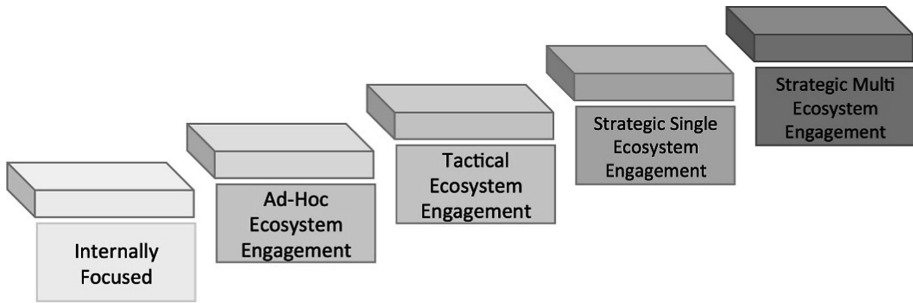 Internally
Focused
Ad-Hoc
Ecosystem
Engagement
Tactical
Ecosystem
Engagement
Strategic Single
Ecosystem
Engagement
Strategic Multi
Ecosystem
Engagement